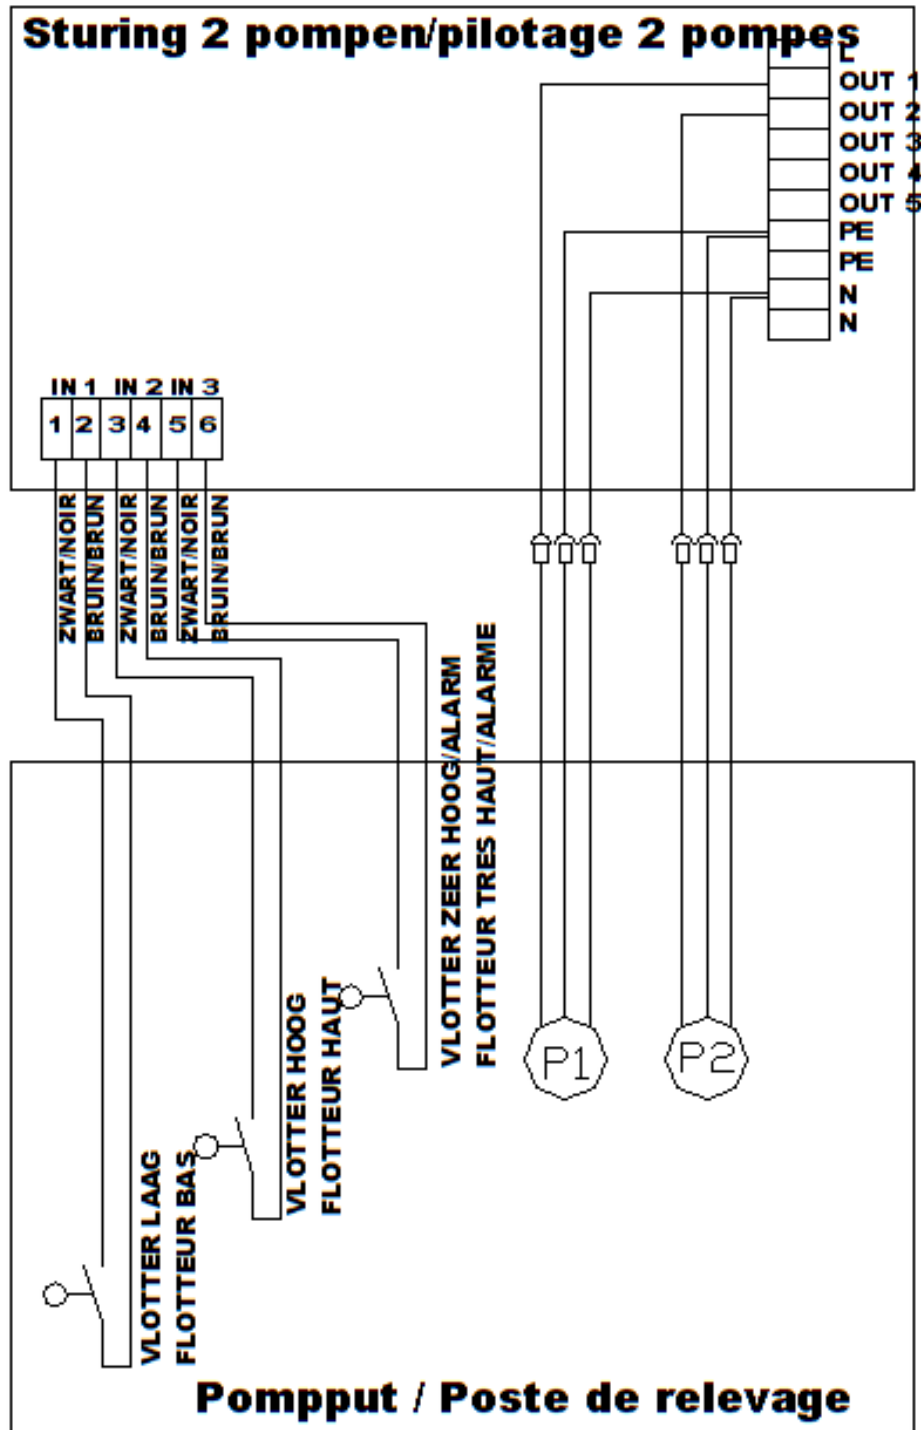 Sturing 2 pompen/pilotage 2 pompes
L
OUT 1
OUT 2
OUT 3
OUT 4
OUT 5
PE
PE
N
N
IN 1 IN 2 IN 3
1 2 3 4 5 6
ZWART/NOIR
BRUIN/BRUN
ZWART/NOIR
BRUIN/BRUN
ZWART/NOIR
BRUIN/BRUN
VLOTTER ZEER HOOG/ALARM
FLOTTEUR TRES HAUT/ALARME
VLOTTER HOOG
FLOTTEUR HAUT
P1
P2
VLOTTER LAAG
FLOTTEUR BAS
Pompput / Poste de relevage